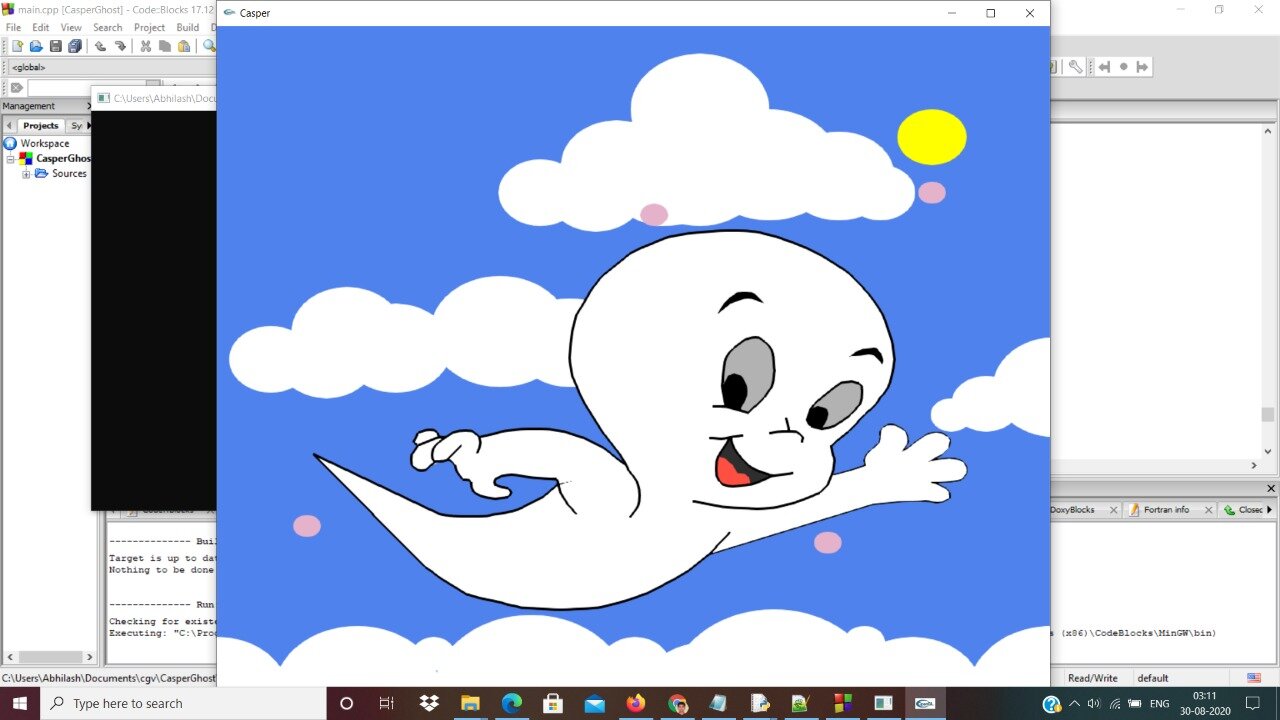 main.cpp [CasperGhost] - Code::Blocks 17.12
Casper
File Edit View Search Project Build
<global>
C:\Users\Abhilash\Docu
Management
Projects Sy
Workspace
CasperGhos
Sources
DoxyBlocks Fortran info Closec
-------------- Buil
Target is up to dat
Nothing to be done
-------------- Run
Checking for existe
Executing: "C:\Pro s (x86)\CodeBlocks\MinGW\bin)
C:\Users\Abhilash\Documents\cgv\CasperGhost Read/Write default
Type here to search
ENG
03:11
30-08-2020